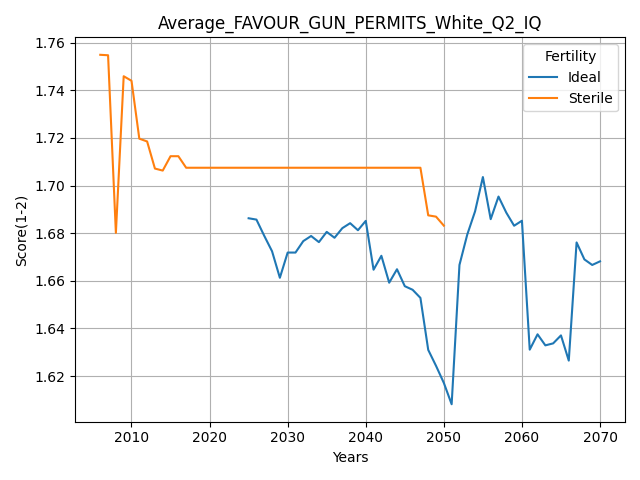 Average_FAVOUR_GUN_PERMITS_White_Q2_IQ
Fertility
Ideal
Sterile
Score(1-2)
1.76
1.74
1.72
1.70
1.68
1.66
1.64
1.62
2010 2020 2030 2040 2050 2060 2070
Years